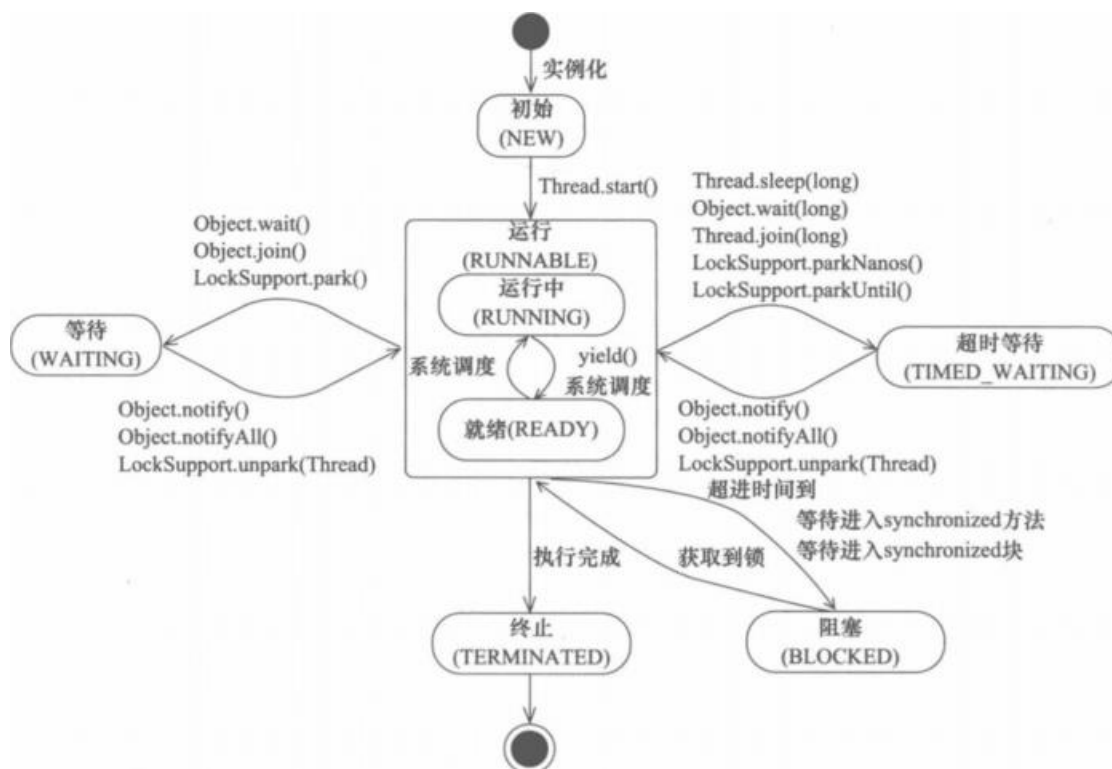 实例化
初始
(NEW)
Thread.start()
Thread.sleep(long)
Object.wait(long)
Thread.join(long)
LockSupport.parkNanos()
LockSupport.parkUntil()
Object.wait()
Object.join()
LockSupport.park()
运行
(RUNNABLE)
运行中
(RUNNING)
等待
(WAITING)
系统调度
yield()
系统调度
超时等待
(TIMED_WAITING)
就绪(READY)
Object.notify()
Object.notifyAll()
LockSupport.unpark(Thread)
Object.notify()
Object.notifyAll()
LockSupport.unpark(Thread)
超进时间到
等待进入synchronized方法
等待进入synchronized块
执行完成
获取到锁
终止
(TERMINATED)
阻塞
(BLOCKED)